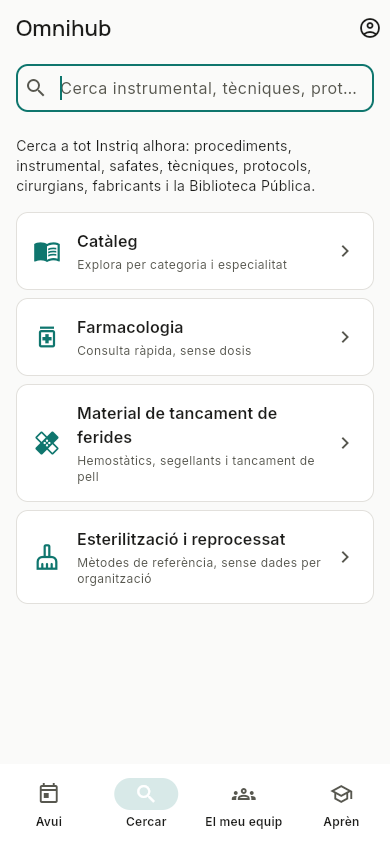 Omnihub
Cerca instrumental, tècniques, prot...
Cerca a tot Instriq alhora: procediments,
instrumental, safates, tècniques, protocols,
cirurgians, fabricants i la Biblioteca Pública.
Catàleg
Explora per categoria i especialitat
Farmacologia
Consulta ràpida, sense dosis
Material de tancament de
ferides
Hemostàtics, segellants i tancament de
pell
Esterilització i reprocessat
Mètodes de referència, sense dades per
organització
Avui
Cercar
El meu equip
Aprèn